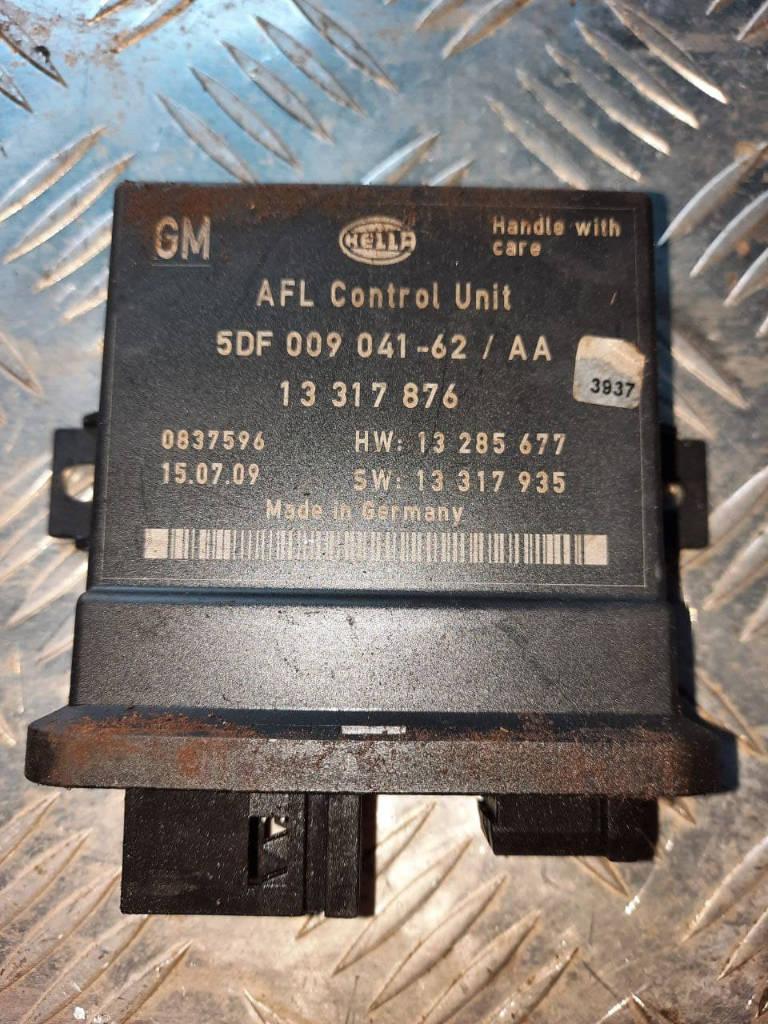 GM
HELLA
Handle with
care
AFL Control Unit
5DF 009 041-62 / AA
13 317 876
3937
0837596 HW: 13 285 677
15.07.09 SW: 13 317 935
Made in Germany